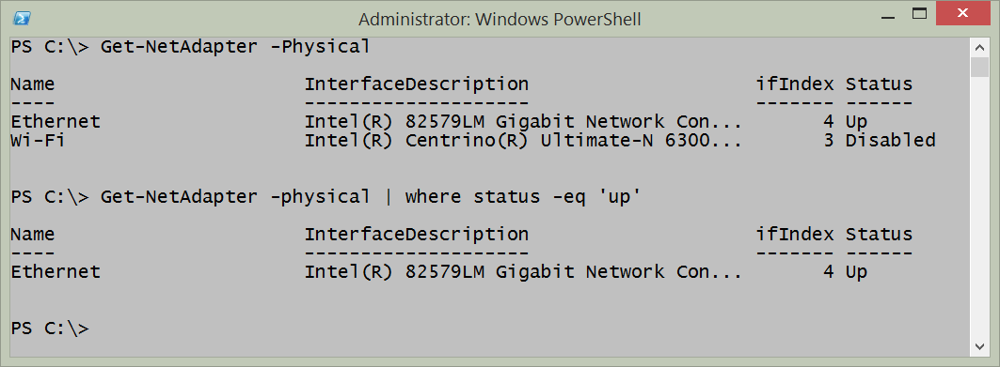 Administrator: Windows PowerShell
PS C:\> Get-NetAdapter -Physical
Name                      InterfaceDescription                    ifIndex Status
----                      --------------------                    ------- ------
Ethernet                  Intel(R) 82579LM Gigabit Network Con...       4 Up
Wi-Fi                     Intel(R) Centrino(R) Ultimate-N 6300...       3 Disabled
PS C:\> Get-NetAdapter -physical | where status -eq 'up'
Name                      InterfaceDescription                    ifIndex Status
----                      --------------------                    ------- ------
Ethernet                  Intel(R) 82579LM Gigabit Network Con...       4 Up
PS C:\>